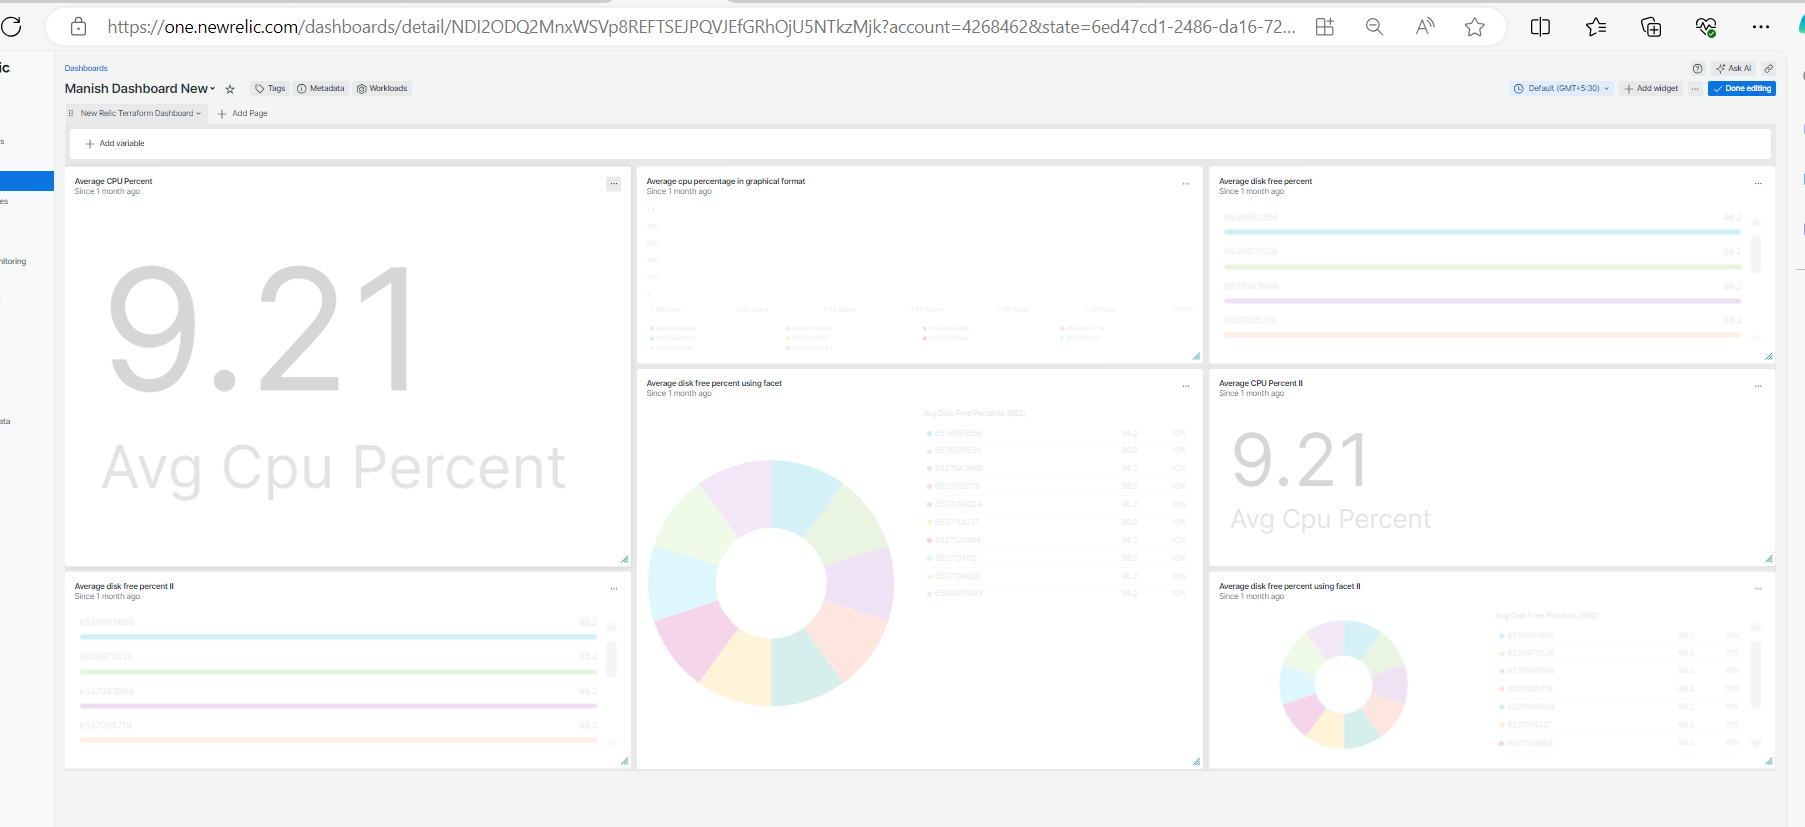 https://one.newrelic.com/dashboards/detail/NDI2ODQ2MnxWSVp8REFTSEJPQVJEfGRhOjU5NTkzMjk?account=4268462&state=6ed47cd1-2486-da16-72...
ic
Dashboards
Ask AI
Manish Dashboard New
Tags
Metadata
Workloads
Default (GMT+5:30)
+ Add widget
...
Done editing
New Relic Terraform Dashboard
+ Add Page
s
+ Add variable
es
nitoring
ata
Average CPU Percent
Since 1 month ago
9.21
Avg Cpu Percent
Average cpu percentage in graphical format
Since 1 month ago
Average disk free percent
Since 1 month ago
6536953856 98.2
6536970526 98.2
6537043968 98.2
6537085719 98.2
Average disk free percent using facet
Since 1 month ago
Avg Disk Free Percents (982)
6536953856 98.2 10%
6536970526 98.2 10%
6537043968 98.2 10%
6537085719 98.2 10%
6537089024 98.2 10%
6537114237 98.2 10%
6537129984 98.2 10%
6537131112 98.2 10%
6537134080 98.2 10%
6594876393 98.2 10%
Average CPU Percent II
Since 1 month ago
9.21
Avg Cpu Percent
Average disk free percent II
Since 1 month ago
6536953856 98.2
6536970526 98.2
6537043968 98.2
6537085719 98.2
Average disk free percent using facet II
Since 1 month ago
Avg Disk Free Percents (982)
6536953856 98.2 10%
6536970526 98.2 10%
6537043968 98.2 10%
6537085719 98.2 10%
6537089024 98.2 10%
6537114237 98.2 10%
6537129984 98.2 10%